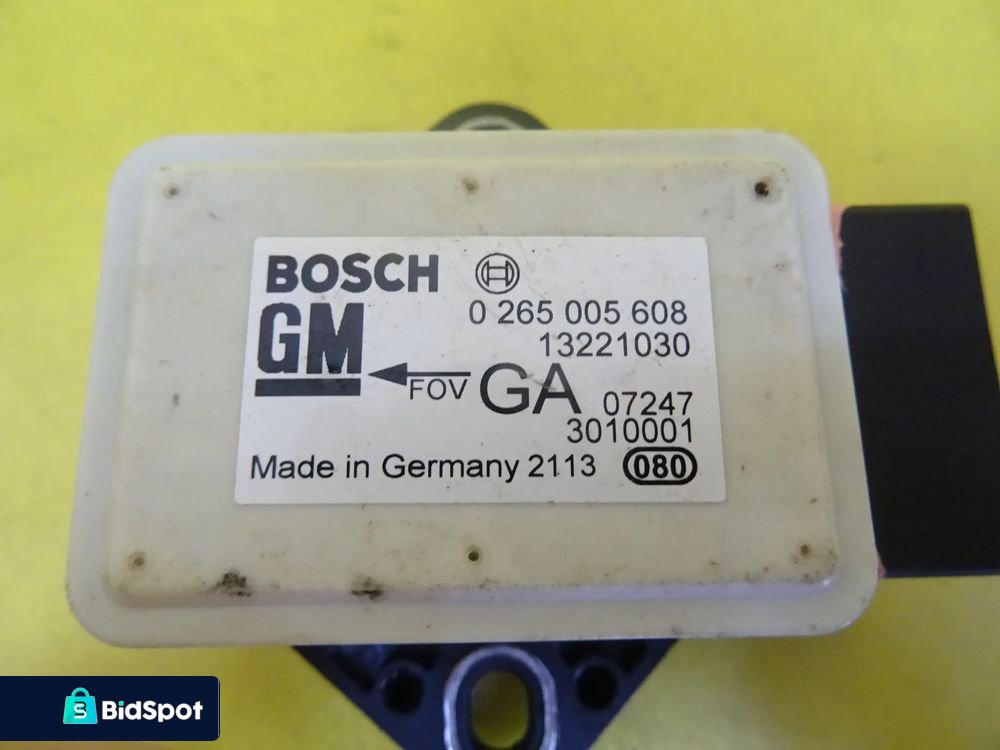 BOSCH
0 265 005 608
GM
13221030
FOV GA 07247
3010001
Made in Germany 2113 080
S BidSpot